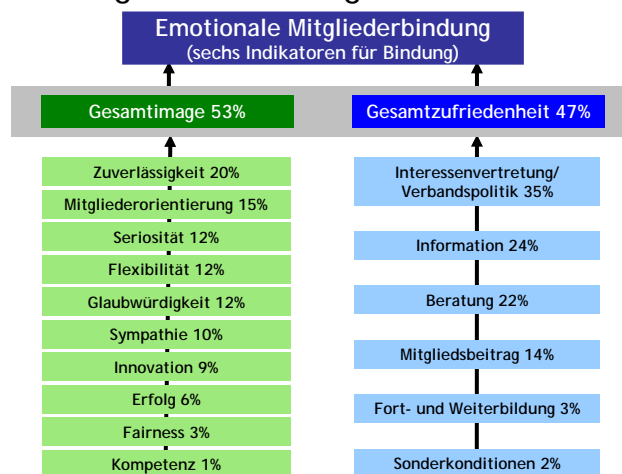 Emotionale Mitgliederbindung
(sechs Indikatoren für Bindung)
Gesamtimage 53%
Gesamtzufriedenheit 47%
Zuverlässigkeit 20%
Mitgliederorientierung 15%
Seriosität 12%
Flexibilität 12%
Glaubwürdigkeit 12%
Sympathie 10%
Innovation 9%
Erfolg 6%
Fairness 3%
Kompetenz 1%
Interessenvertretung/
Verbandspolitik 35%
Information 24%
Beratung 22%
Mitgliedsbeitrag 14%
Fort- und Weiterbildung 3%
Sonderkonditionen 2%